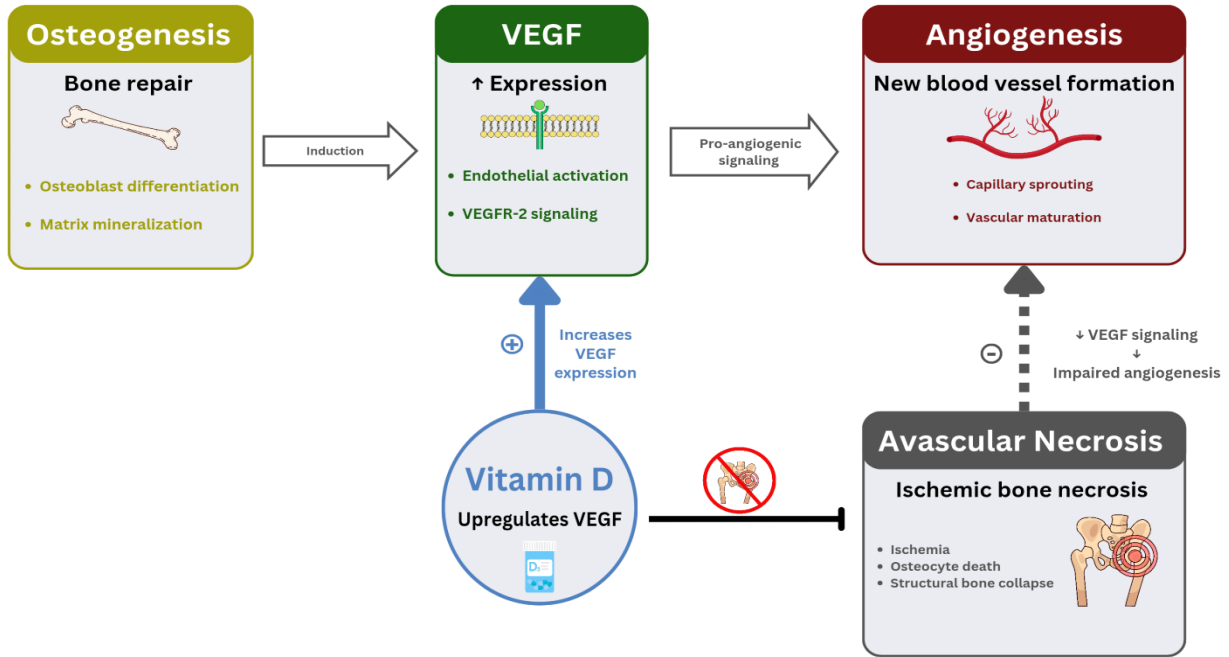 Osteogenesis
Bone repair
• Osteoblast differentiation
• Matrix mineralization
Induction
VEGF
↑ Expression
• Endothelial activation
• VEGFR-2 signaling
Pro-angiogenic
signaling
Angiogenesis
New blood vessel formation
• Capillary sprouting
• Vascular maturation
+
Increases
VEGF
expression
-
↓ VEGF signaling
↓
Impaired angiogenesis
Vitamin D
Upregulates VEGF
D₃
Avascular Necrosis
Ischemic bone necrosis
• Ischemia
• Osteocyte death
• Structural bone collapse